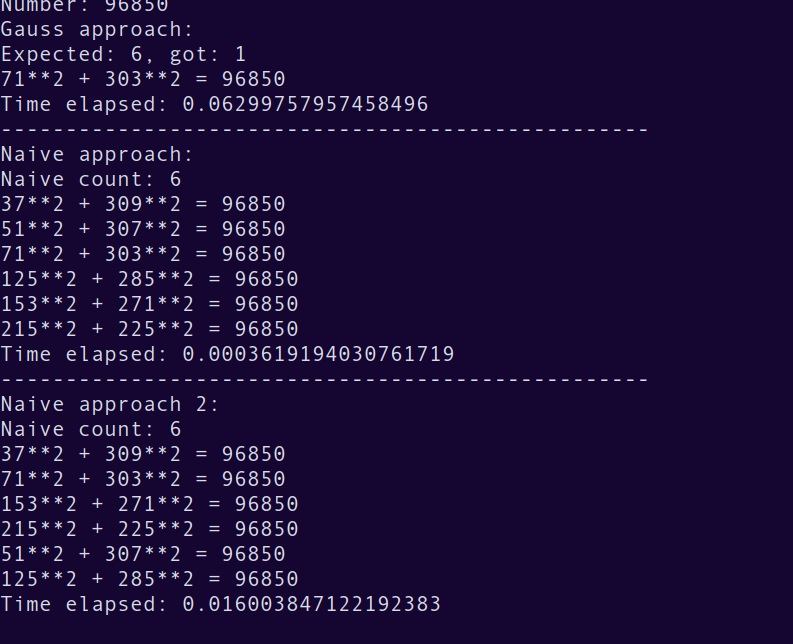 Number: 96850
Gauss approach:
Expected: 6, got: 1
71**2 + 303**2 = 96850
Time elapsed: 0.06299757957458496
--------------------------------------------------
Naive approach:
Naive count: 6
37**2 + 309**2 = 96850
51**2 + 307**2 = 96850
71**2 + 303**2 = 96850
125**2 + 285**2 = 96850
153**2 + 271**2 = 96850
215**2 + 225**2 = 96850
Time elapsed: 0.0003619194030761719
--------------------------------------------------
Naive approach 2:
Naive count: 6
37**2 + 309**2 = 96850
71**2 + 303**2 = 96850
153**2 + 271**2 = 96850
215**2 + 225**2 = 96850
51**2 + 307**2 = 96850
125**2 + 285**2 = 96850
Time elapsed: 0.016003847122192383